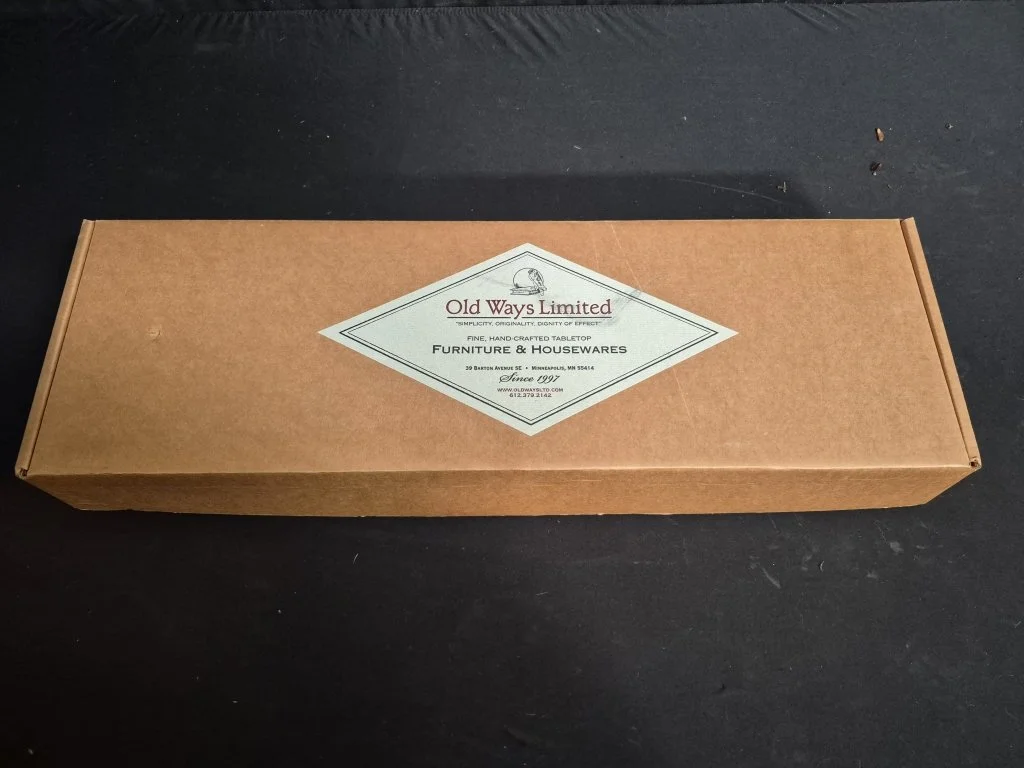 Old Ways Limited
"SIMPLICITY, ORIGINALITY, DIGNITY OF EFFECT"
FINE, HAND-CRAFTED TABLETOP
FURNITURE & HOUSEWARES
39 BARTON AVENUE SE • MINNEAPOLIS, MN 55414
Since 1997
WWW.OLDWAYSLTD.COM
612.378.2142